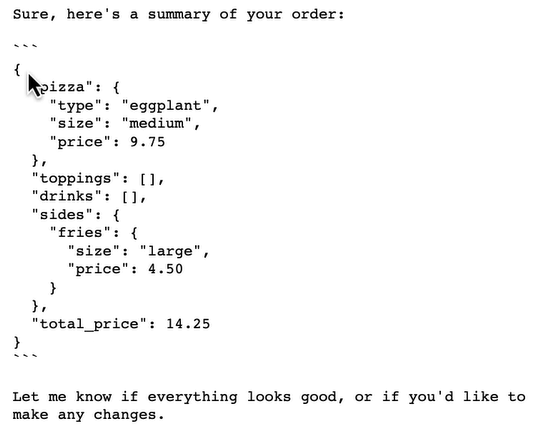 Sure, here's a summary of your order:
```
{
  pizza": {
    "type": "eggplant",
    "size": "medium",
    "price": 9.75
  },
  "toppings": [],
  "drinks": [],
  "sides": {
    "fries": {
      "size": "large",
      "price": 4.50
    }
  },
  "total_price": 14.25
}
```
Let me know if everything looks good, or if you'd like to
make any changes.